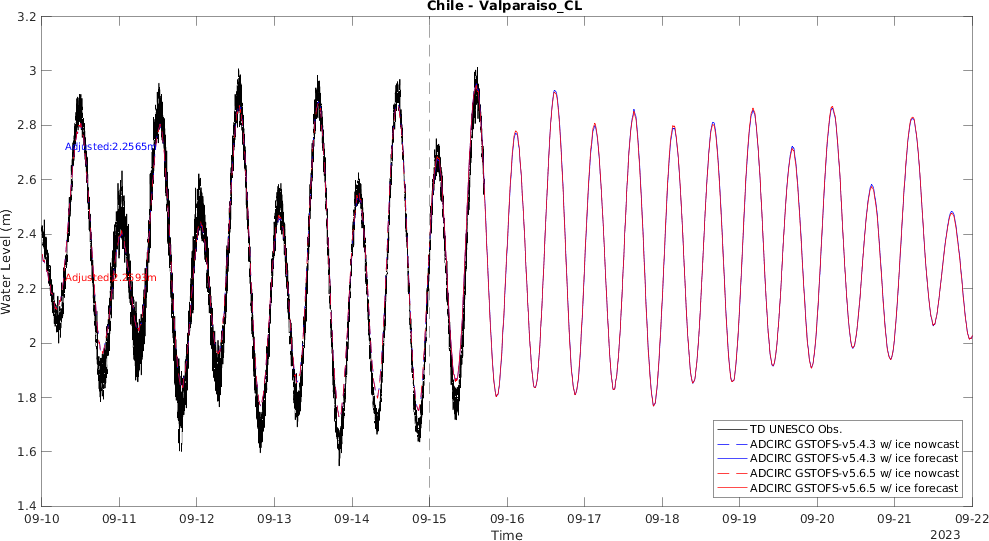 Chile - Valparaiso_CL
3.2
3
2.8
2.6
2.4
2.2
2
1.8
1.6
1.4
Water Level (m)
Adjusted:2.2565m
Adjusted:2.2593m
TD UNESCO Obs.
ADCIRC GSTOFS-v5.4.3 w/ ice nowcast
ADCIRC GSTOFS-v5.4.3 w/ ice forecast
ADCIRC GSTOFS-v5.6.5 w/ ice nowcast
ADCIRC GSTOFS-v5.6.5 w/ ice forecast
09-10 09-11 09-12 09-13 09-14 09-15 09-16 09-17 09-18 09-19 09-20 09-21 09-22
Time
2023